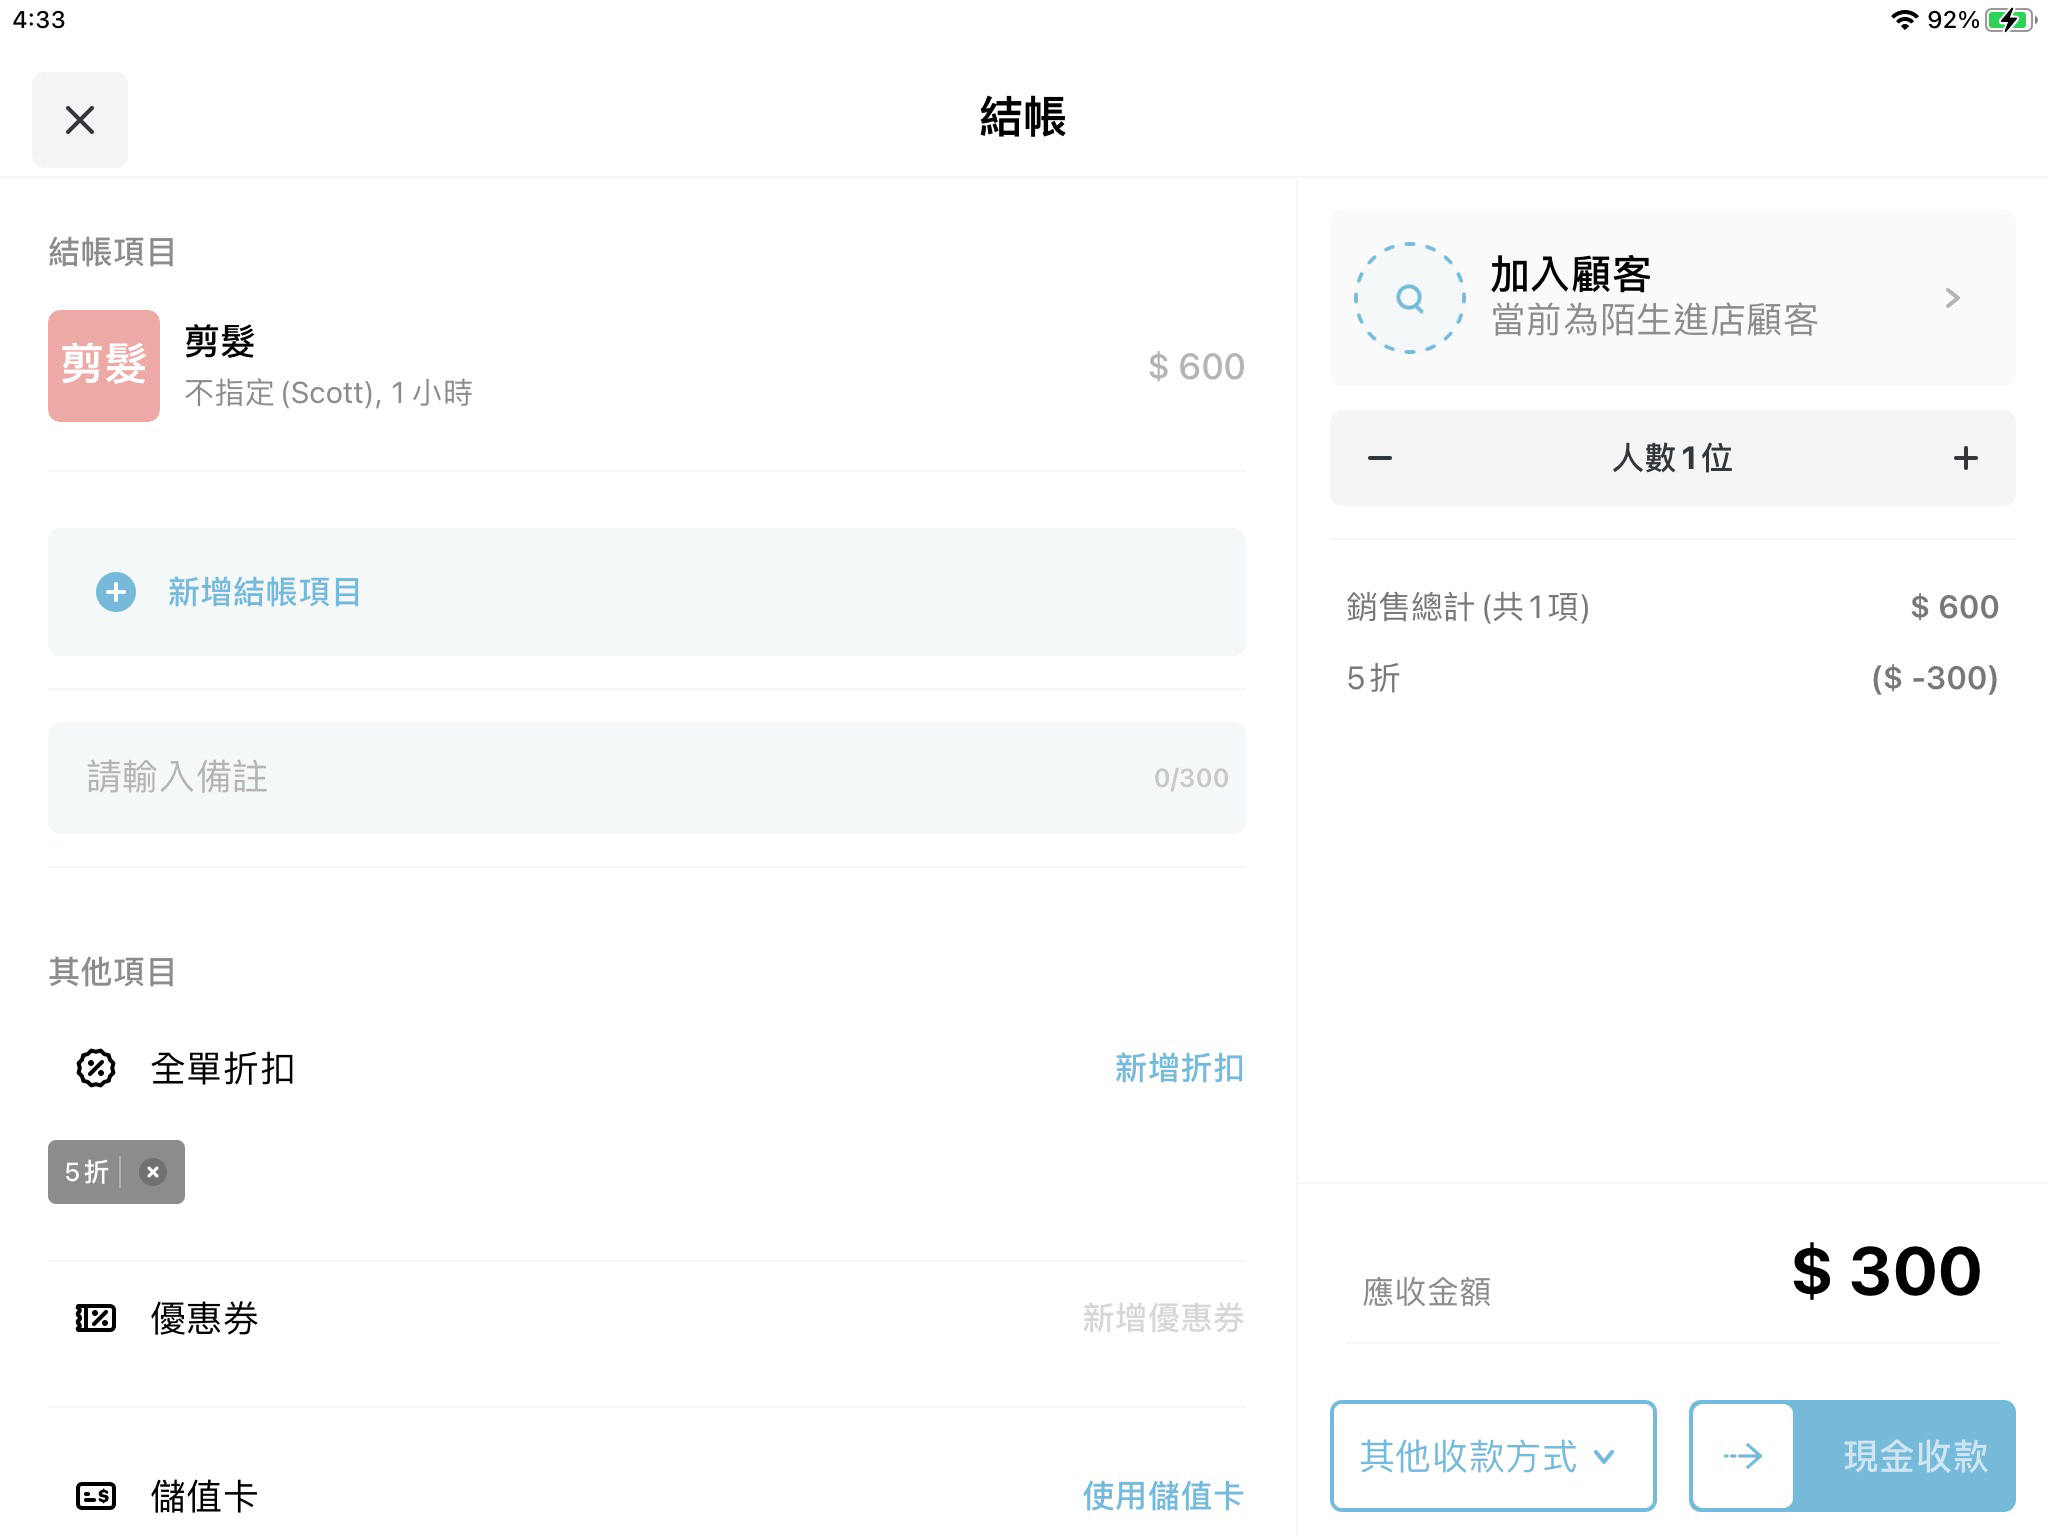 4:33
92%
結帳
結帳項目
剪髮
剪髮
不指定 (Scott), 1 小時
$ 600
新增結帳項目
請輸入備註
0/300
其他項目
全單折扣
新增折扣
5 折
優惠券
新增優惠券
儲值卡
使用儲值卡
加入顧客
當前為陌生進店顧客
人數 1 位
銷售總計 (共 1 項)
$ 600
5 折
($ -300)
應收金額
$ 300
其他收款方式
現金收款